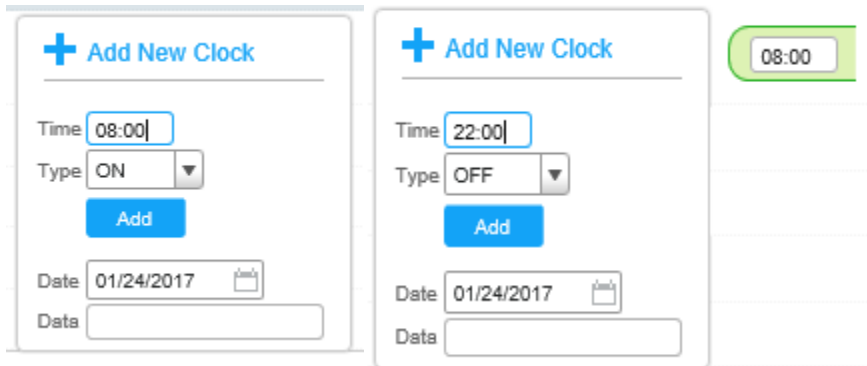 Add New Clock
Time 08:00
Type ON
Add
Date 01/24/2017
Data
Add New Clock
Time 22:00
Type OFF
Add
Date 01/24/2017
Data
08:00